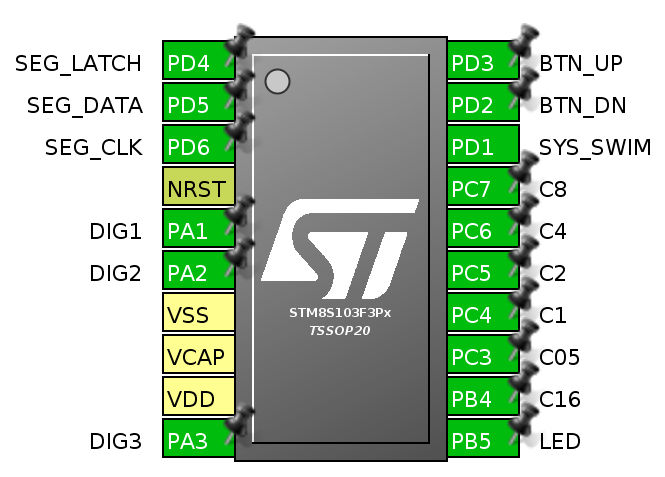 SEG_LATCH PD4 PD3 BTN_UP
SEG_DATA PD5 PD2 BTN_DN
SEG_CLK PD6 PD1 SYS_SWIM
NRST PC7 C8
DIG1 PA1 PC6 C4
DIG2 PA2 PC5 C2
VSS STM8S103F3Px PC4 C1
TSSOP20
VCAP PC3 C05
VDD PB4 C16
DIG3 PA3 PB5 LED